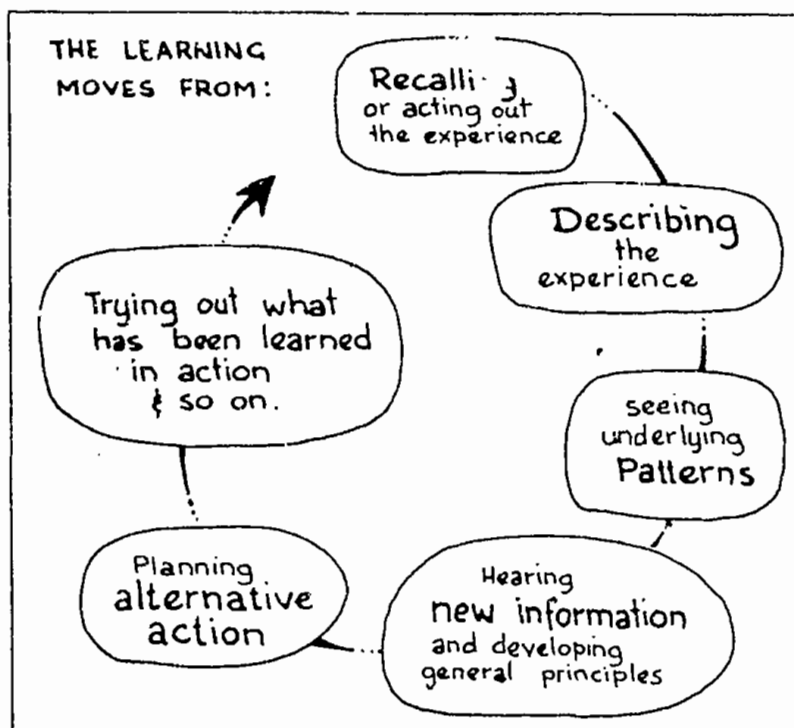 THE LEARNING
MOVES FROM:
or acting out
the experience
Describing
the
experience
seeing
underlying
Patterns
Hearing
new information
and developing
general principles
Planning
alternative
action
Trying out what
has been learned
in action
& so on.